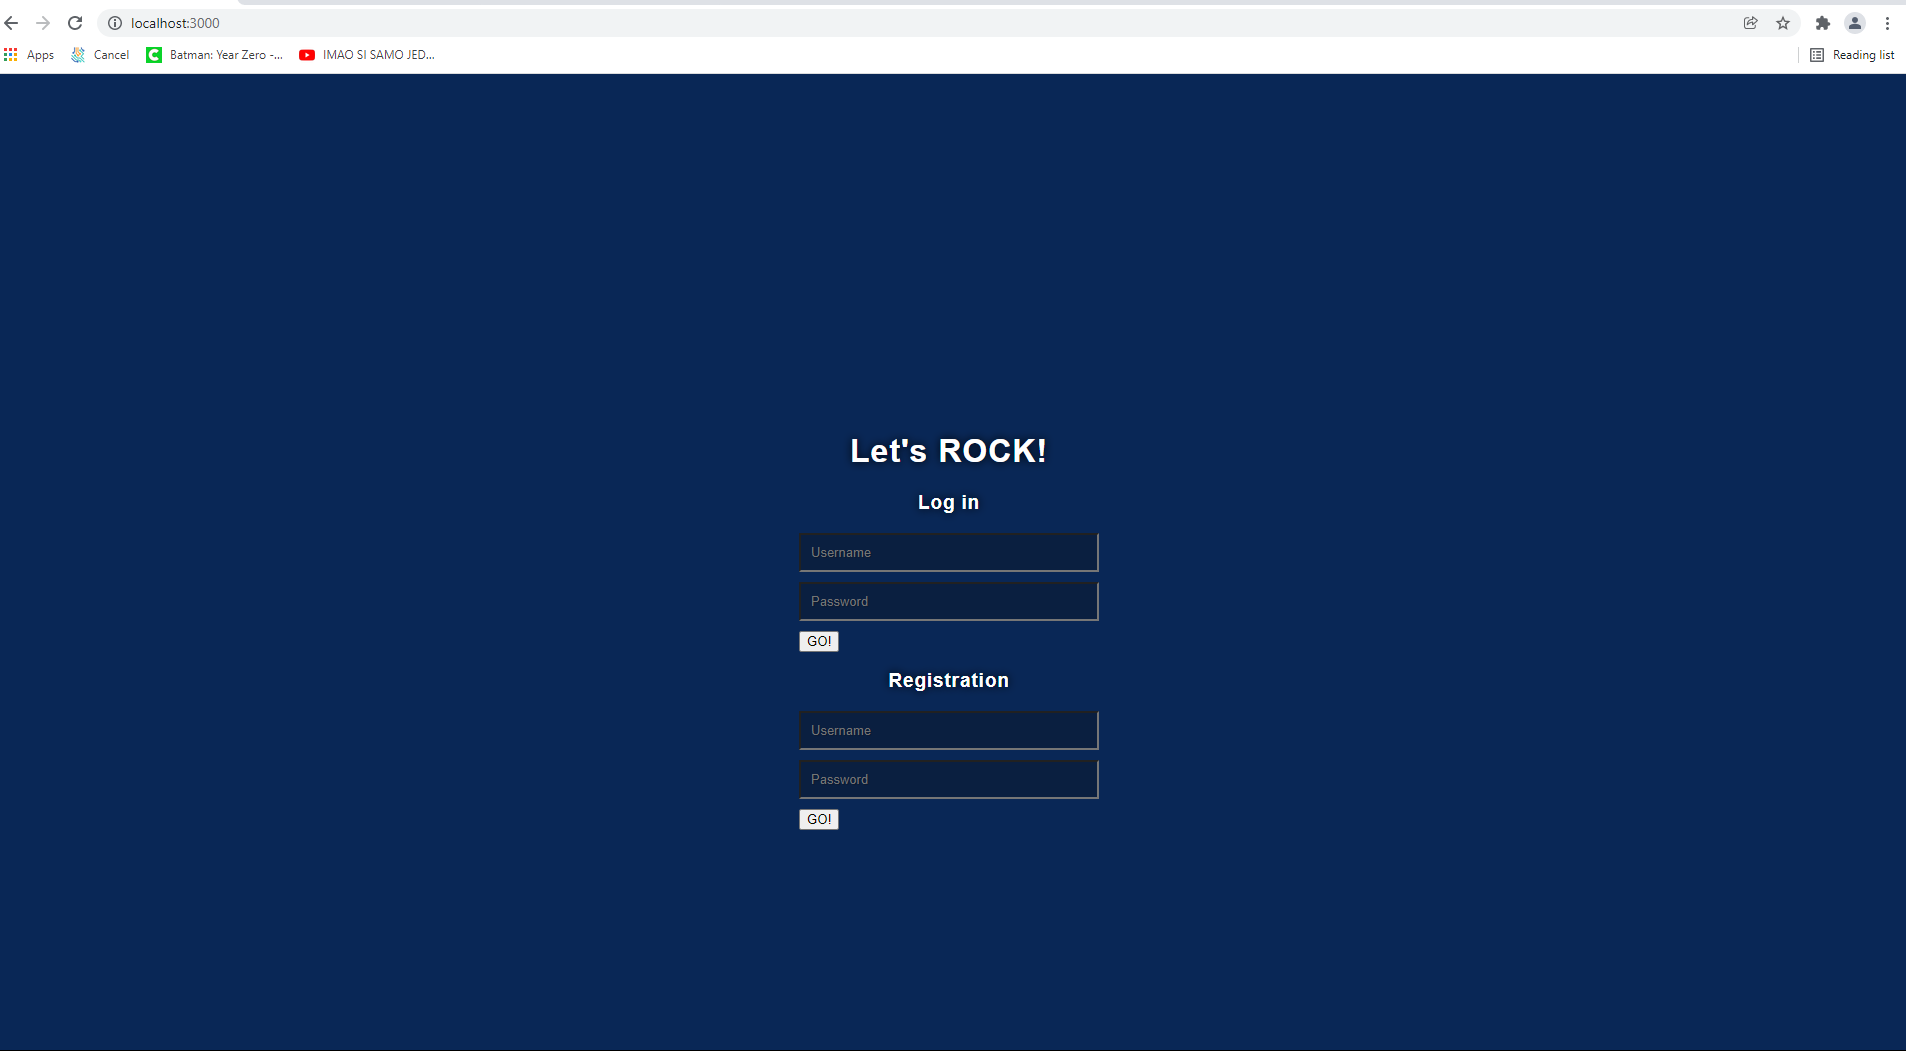 localhost:3000
Apps Cancel Batman: Year Zero -... IMAO SI SAMO JED... Reading list
Let's ROCK!
Log in
Username
Password
GO!
Registration
Username
Password
GO!